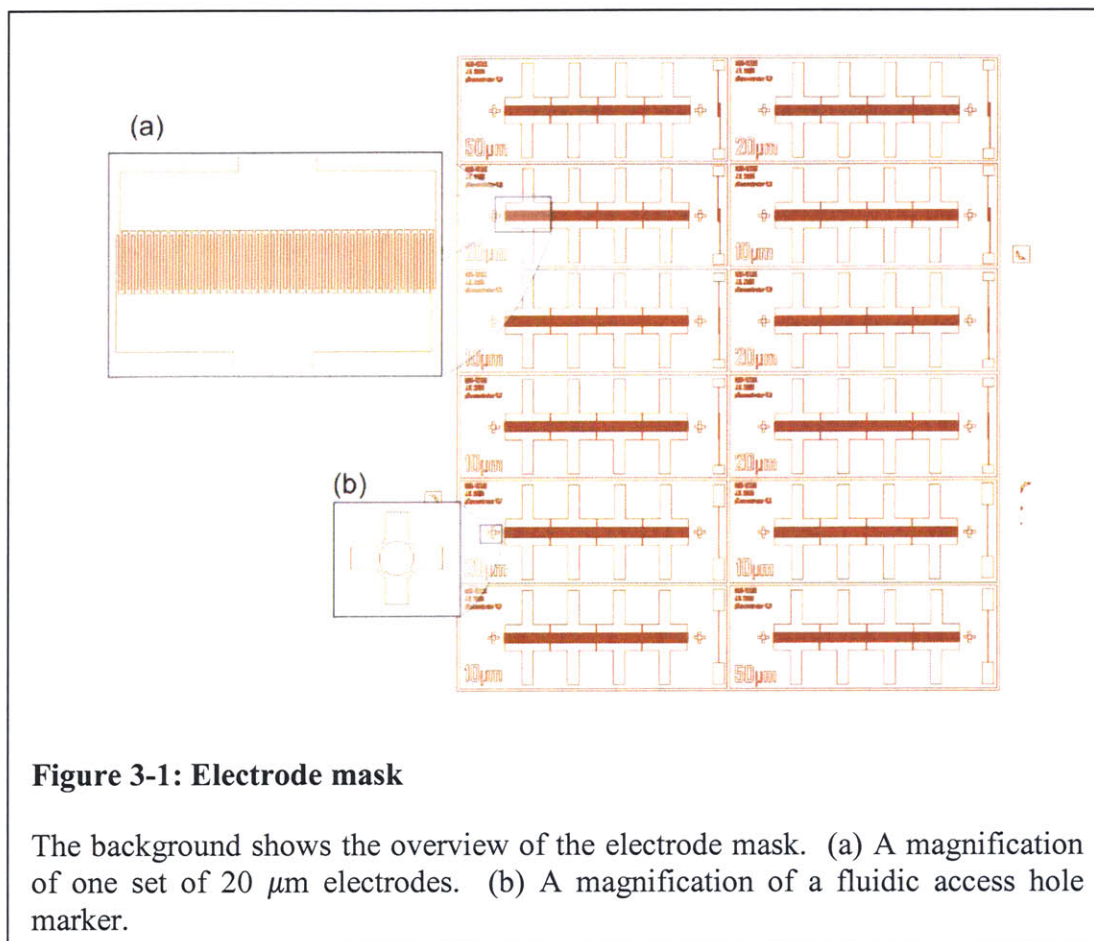 (a)
50µm
20µm
10µm
20µm
10µm
20µm
(b)
10µm
10µm
50µm
Figure 3-1: Electrode mask
The background shows the overview of the electrode mask. (a) A magnification
of one set of 20 µm electrodes. (b) A magnification of a fluidic access hole
marker.